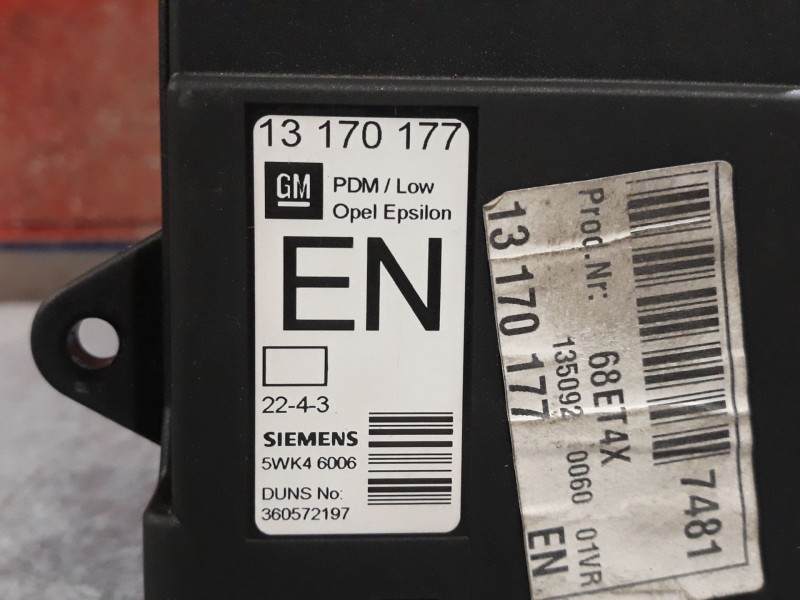 13 170 177
GM
PDM / Low
Opel Epsilon
EN
22-4-3
SIEMENS
5WK4 6006
DUNS No:
360572197
7481
Proc.Nr: 68ET4X
135092 0060 01VR
13 170 177 EN